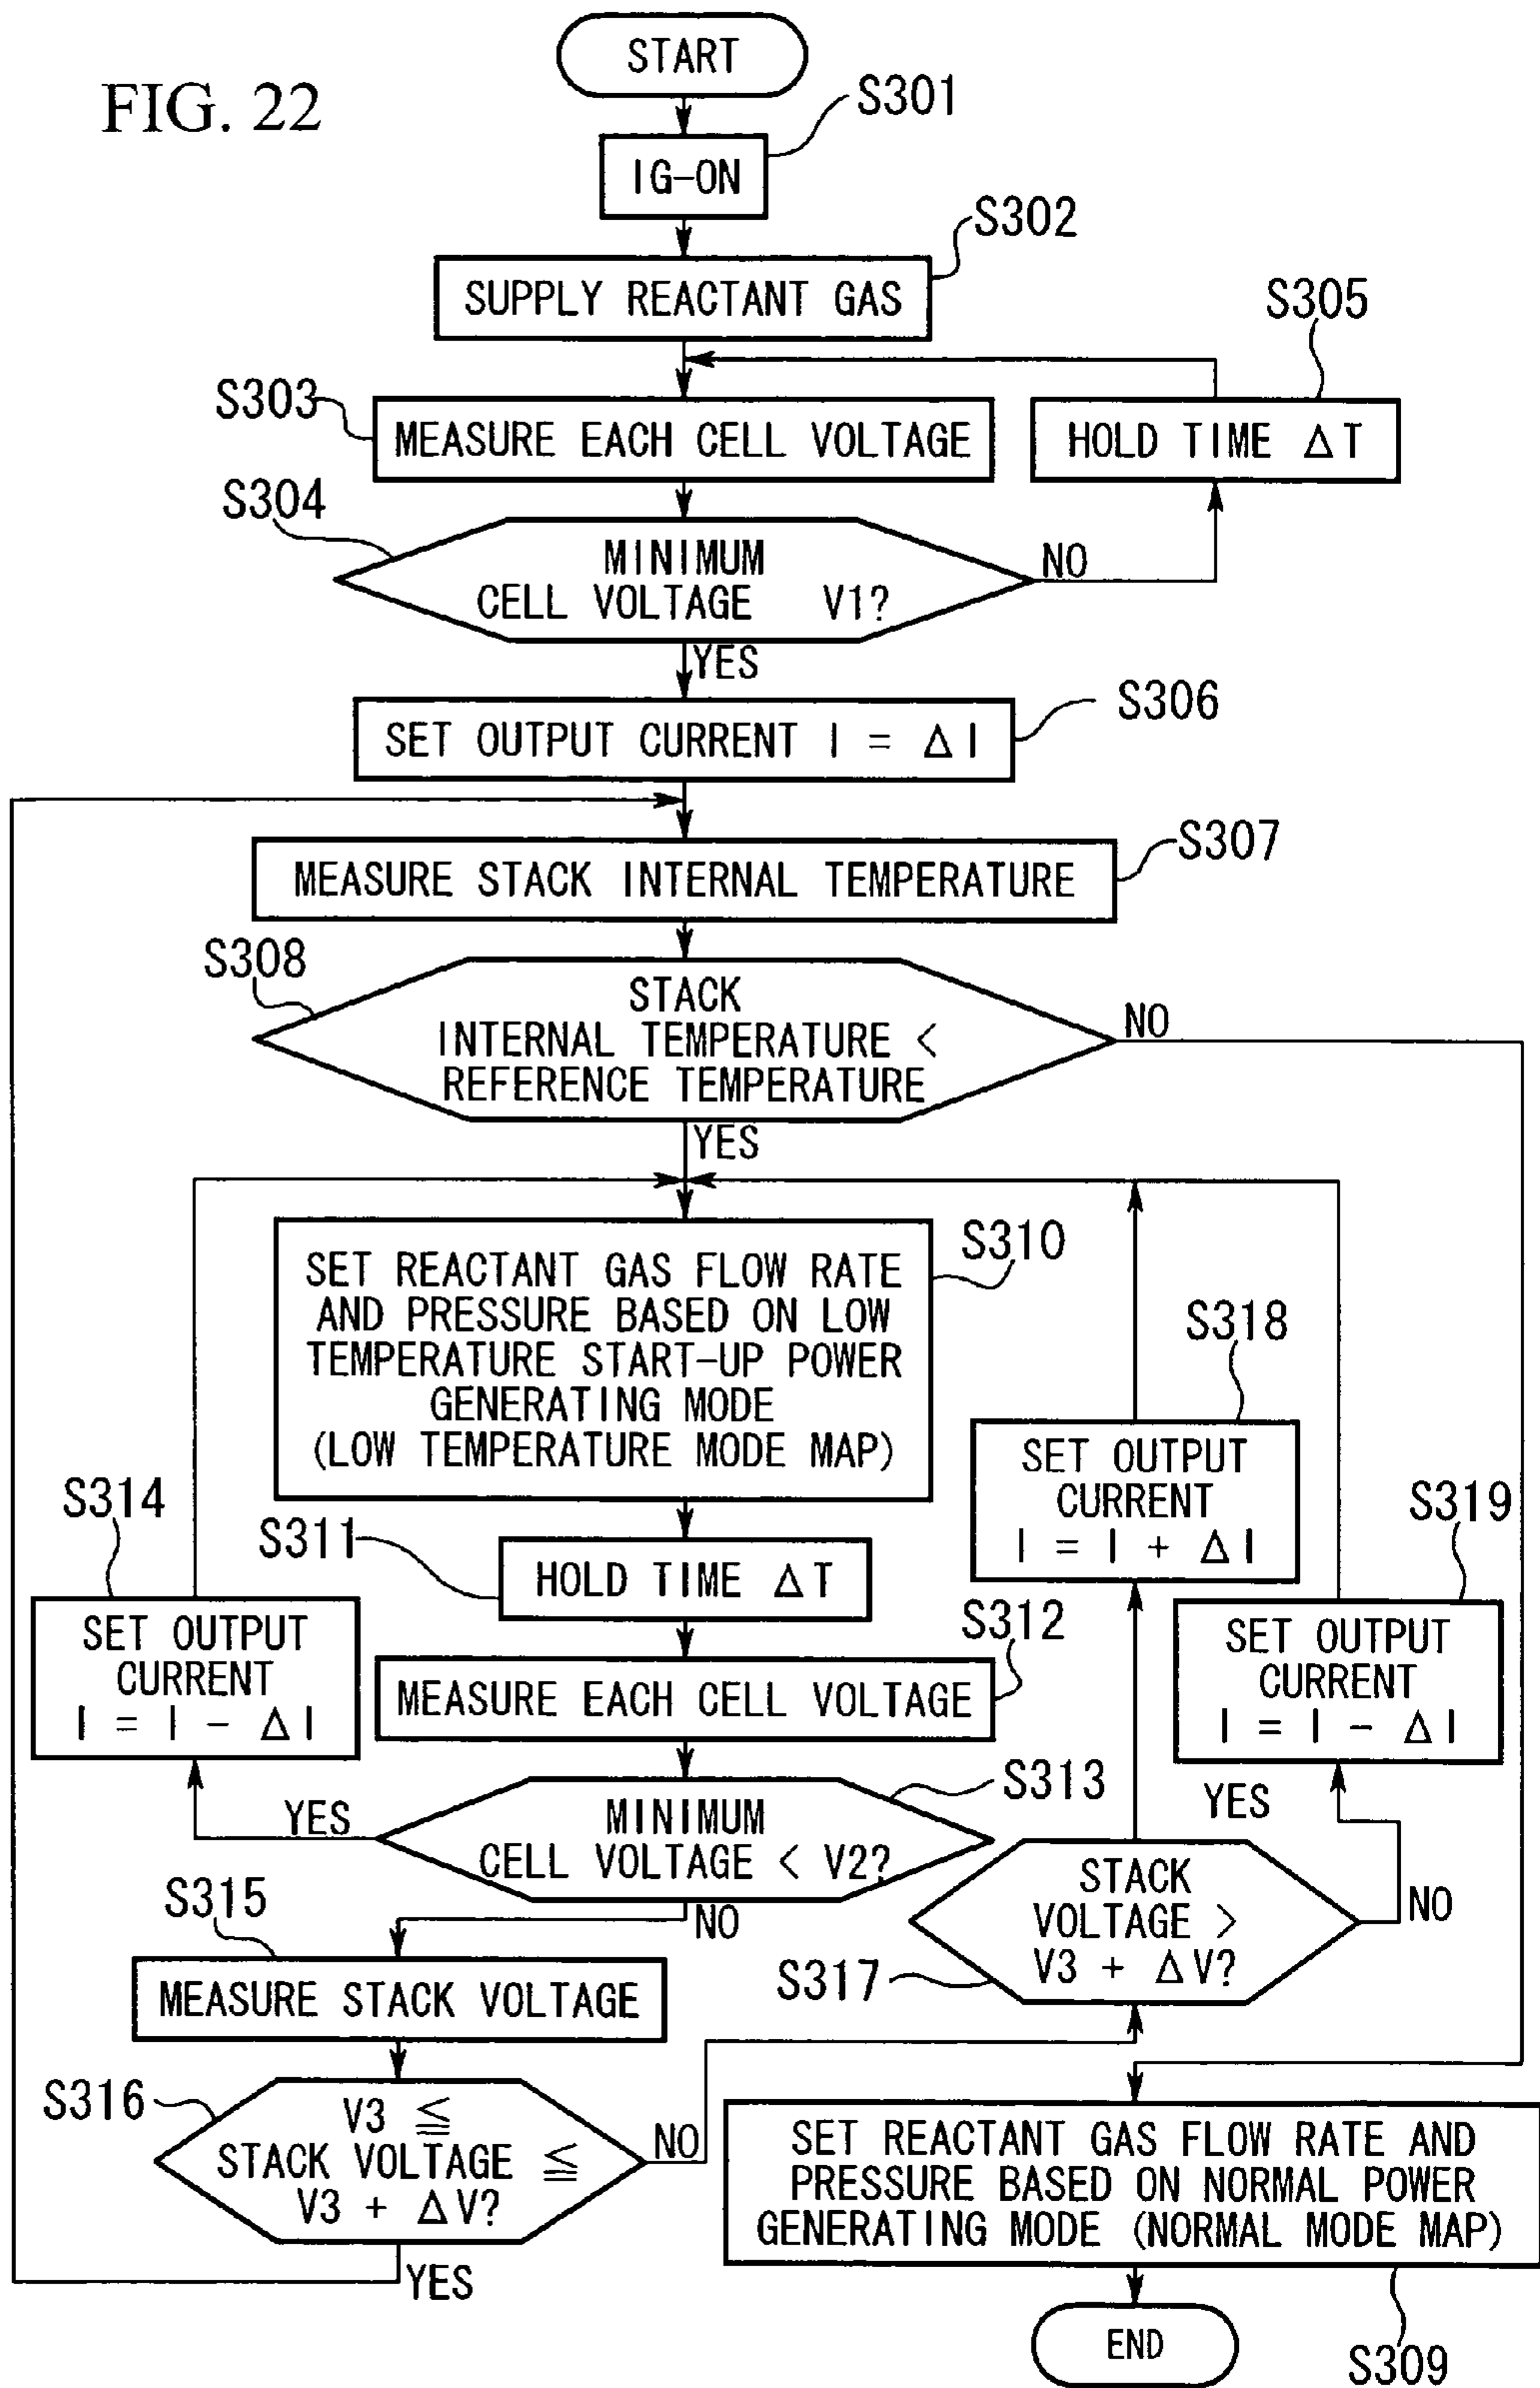 FIG. 22
START
S301
IG-ON
S302
SUPPLY REACTANT GAS
S305
HOLD TIME ΔT
S303
MEASURE EACH CELL VOLTAGE
S304
MINIMUM
CELL VOLTAGE V1?
NO
YES
S306
SET OUTPUT CURRENT I = ΔI
S307
MEASURE STACK INTERNAL TEMPERATURE
S308
STACK
INTERNAL TEMPERATURE <
REFERENCE TEMPERATURE
NO
YES
S310
SET REACTANT GAS FLOW RATE
AND PRESSURE BASED ON LOW
TEMPERATURE START-UP POWER
GENERATING MODE
(LOW TEMPERATURE MODE MAP)
S318
SET OUTPUT
CURRENT
I = I + ΔI
S314
SET OUTPUT
CURRENT
I = I - ΔI
S311
HOLD TIME ΔT
S319
SET OUTPUT
CURRENT
I = I - ΔI
S312
MEASURE EACH CELL VOLTAGE
S313
MINIMUM
CELL VOLTAGE < V2?
YES
NO
YES
STACK
VOLTAGE >
V3 + ΔV?
NO
S317
S315
MEASURE STACK VOLTAGE
S316
V3 ≦
STACK VOLTAGE ≦
V3 + ΔV?
NO
YES
SET REACTANT GAS FLOW RATE AND
PRESSURE BASED ON NORMAL POWER
GENERATING MODE (NORMAL MODE MAP)
S309
END